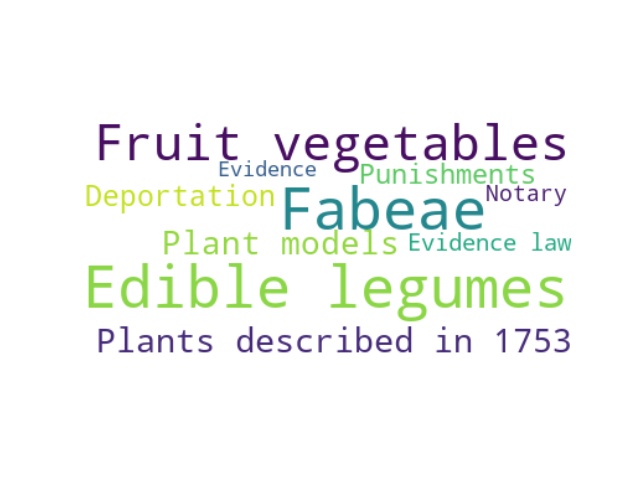 Fruit vegetables
Evidence
Punishments
Deportation
Fabeae
Notary
Plant models
Evidence law
Edible legumes
Plants described in 1753